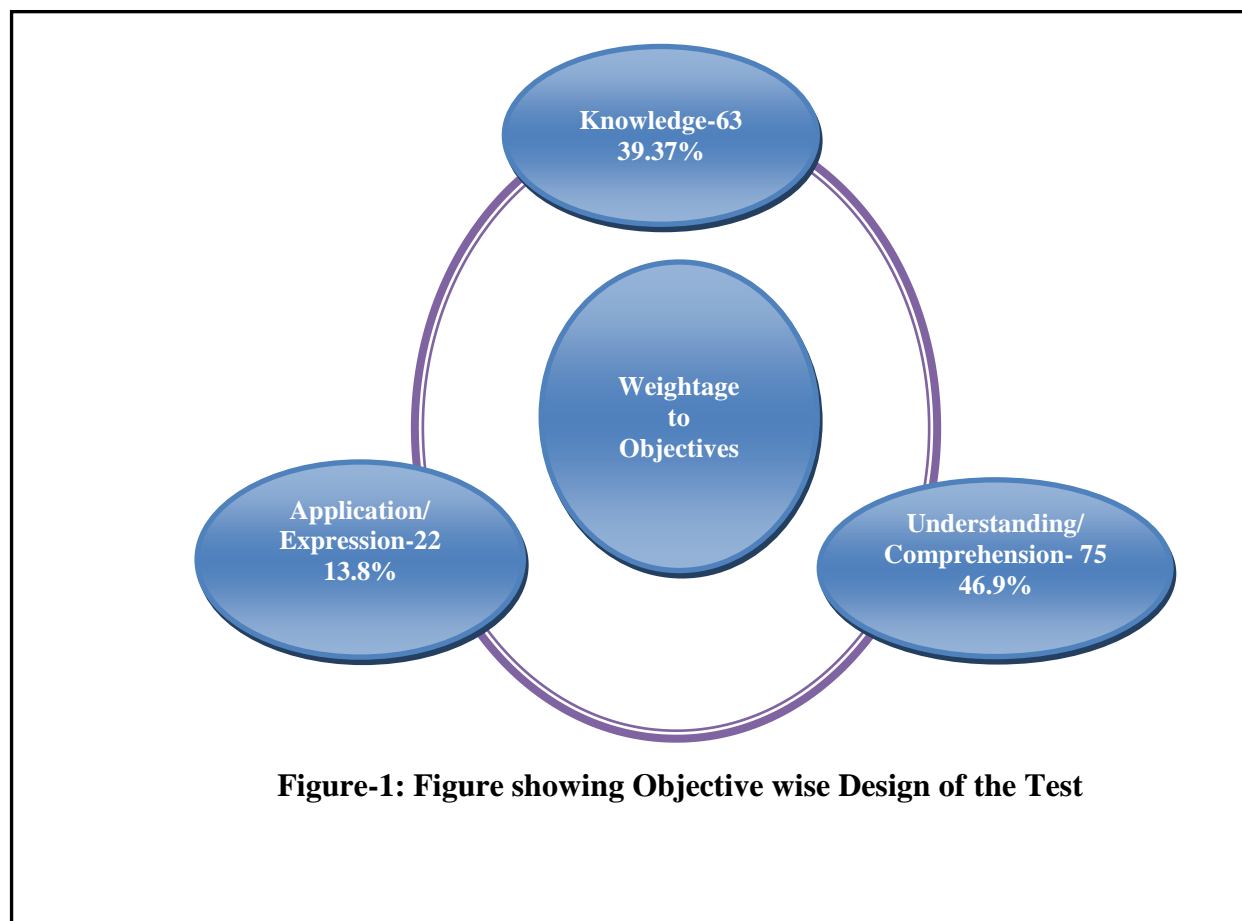 Knowledge-63
39.37%
Weightage
to
Objectives
Application/
Expression-22
13.8%
Understanding/
Comprehension- 75
46.9%
Figure-1: Figure showing Objective wise Design of the Test